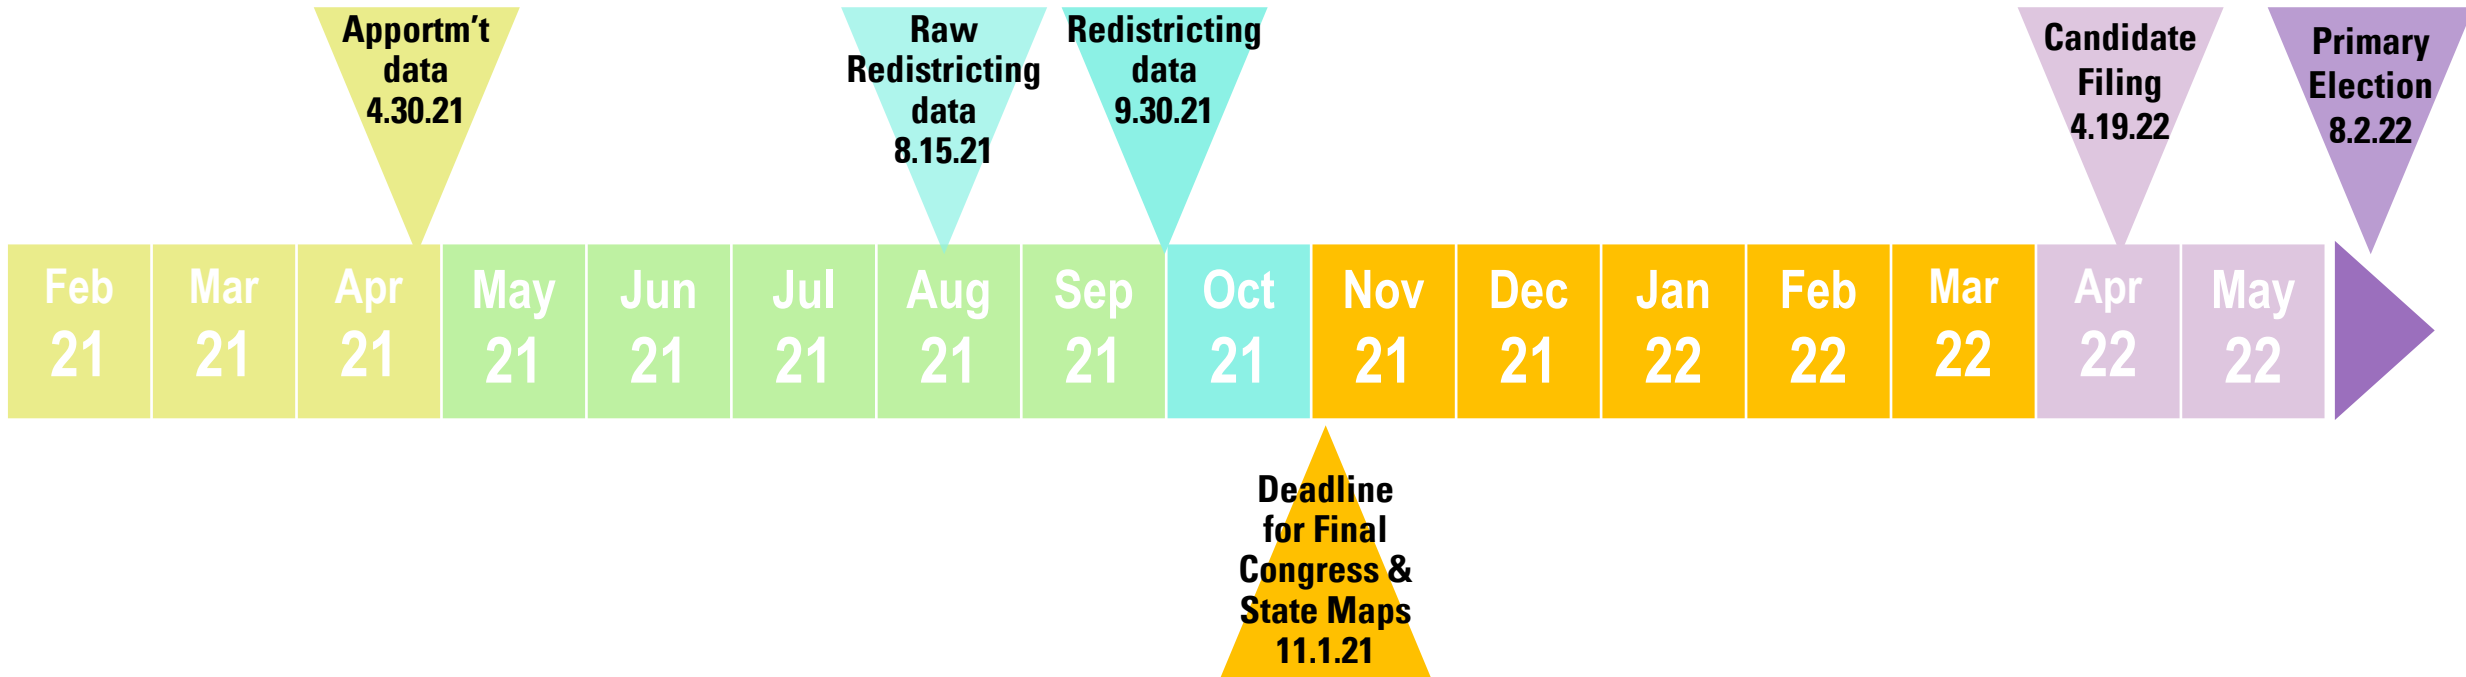 Apportm't
data
4.30.21
Raw
Redistricting
data
8.15.21
Redistricting
data
9.30.21
Candidate
Filing
4.19.22
Primary
Election
8.2.22
Feb
21
Mar
21
Apr
21
May
21
Jun
21
Jul
21
Aug
21
Sep
21
Oct
21
Nov
21
Dec
21
Jan
22
Feb
22
Mar
22
Apr
22
May
22
Deadline
for Final
Congress &
State Maps
11.1.21